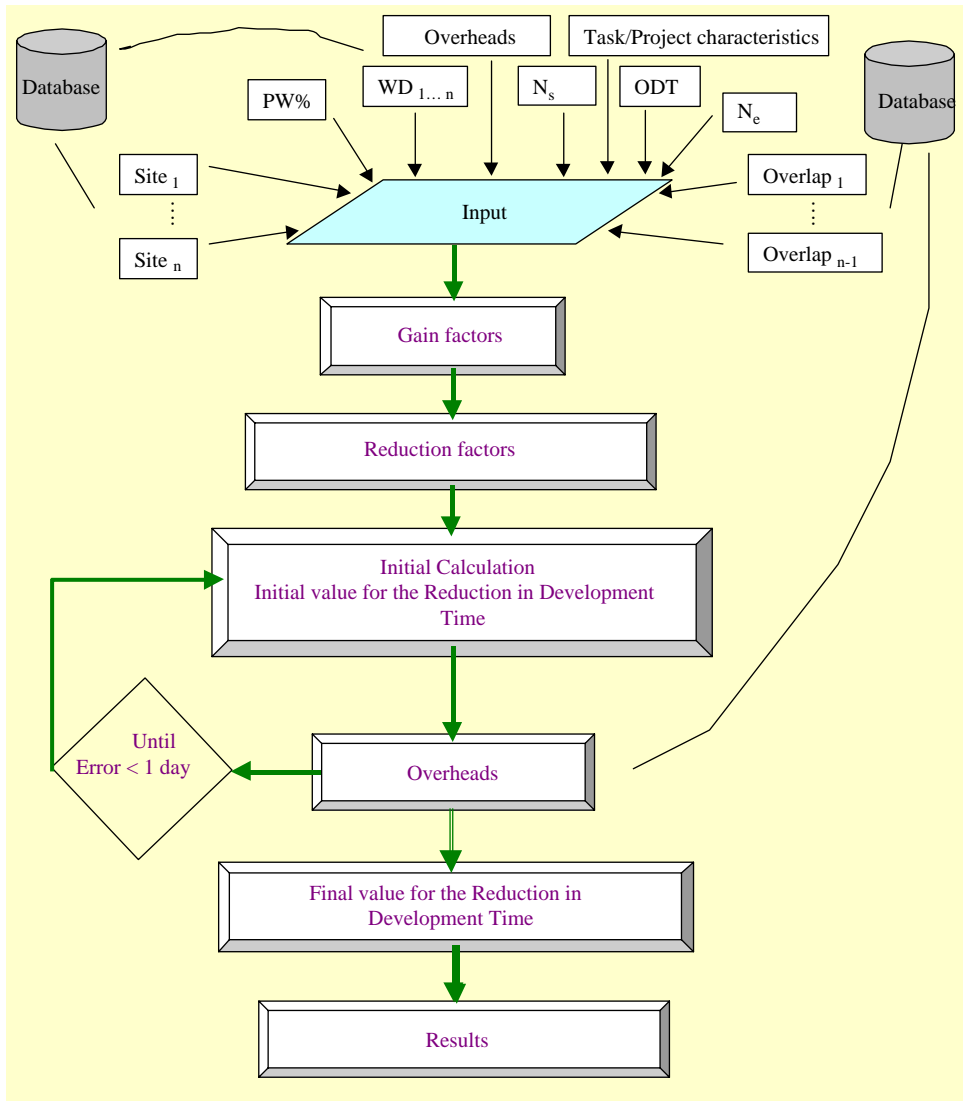 Overheads
Task/Project characteristics
Database
Database
PW%
WD 1… n
Ns
ODT
Ne
Site 1
Overlap 1
Input
Site n
Overlap n-1
Gain factors
Reduction factors
Initial Calculation
Initial value for the Reduction in Development
Time
Until
Error < 1 day
Overheads
Final value for the Reduction in
Development Time
Results